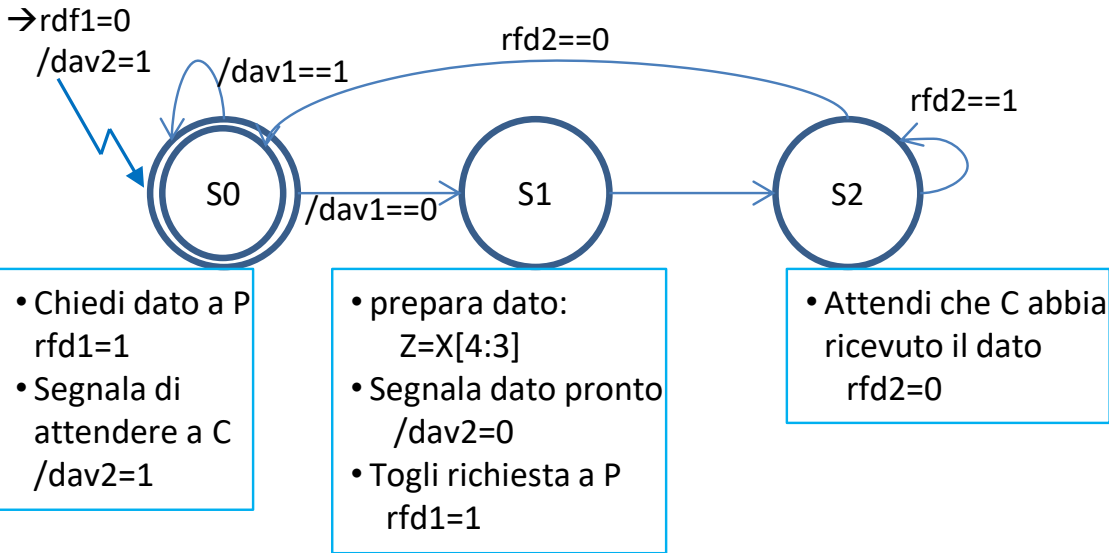 →rdf1=0
/dav2=1
/dav1==1
rfd2==0
rfd2==1
S0
/dav1==0
S1
S2
• Chiedi dato a P
rfd1=1
• Segnala di
attendere a C
/dav2=1
• prepara dato:
Z=X[4:3]
• Segnala dato pronto
/dav2=0
• Togli richiesta a P
rfd1=1
• Attendi che C abbia
ricevuto il dato
rfd2=0